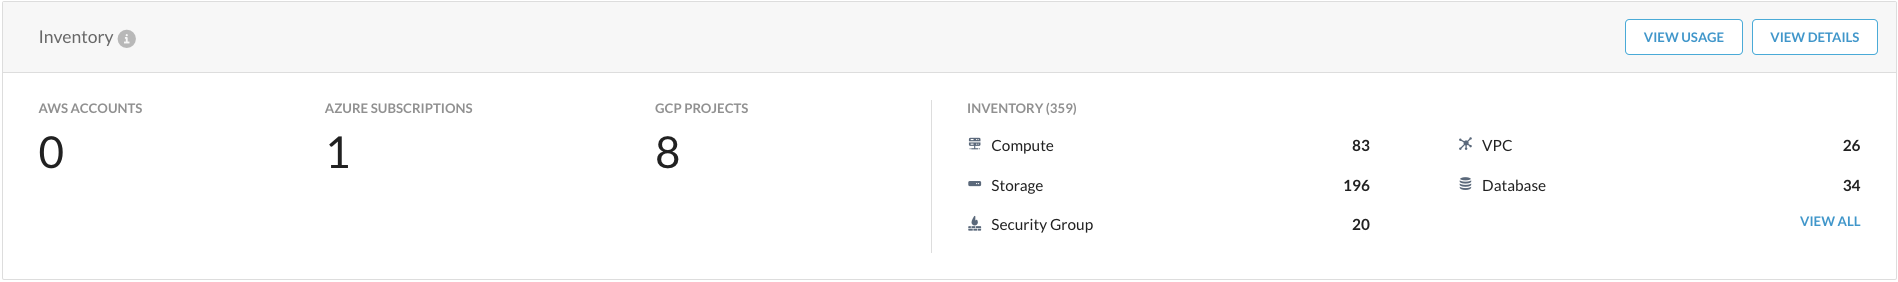 Inventory
VIEW USAGE
VIEW DETAILS
AWS ACCOUNTS
0
AZURE SUBSCRIPTIONS
1
GCP PROJECTS
8
INVENTORY (359)
Compute 83
VPC 26
Storage 196
Database 34
Security Group 20
VIEW ALL